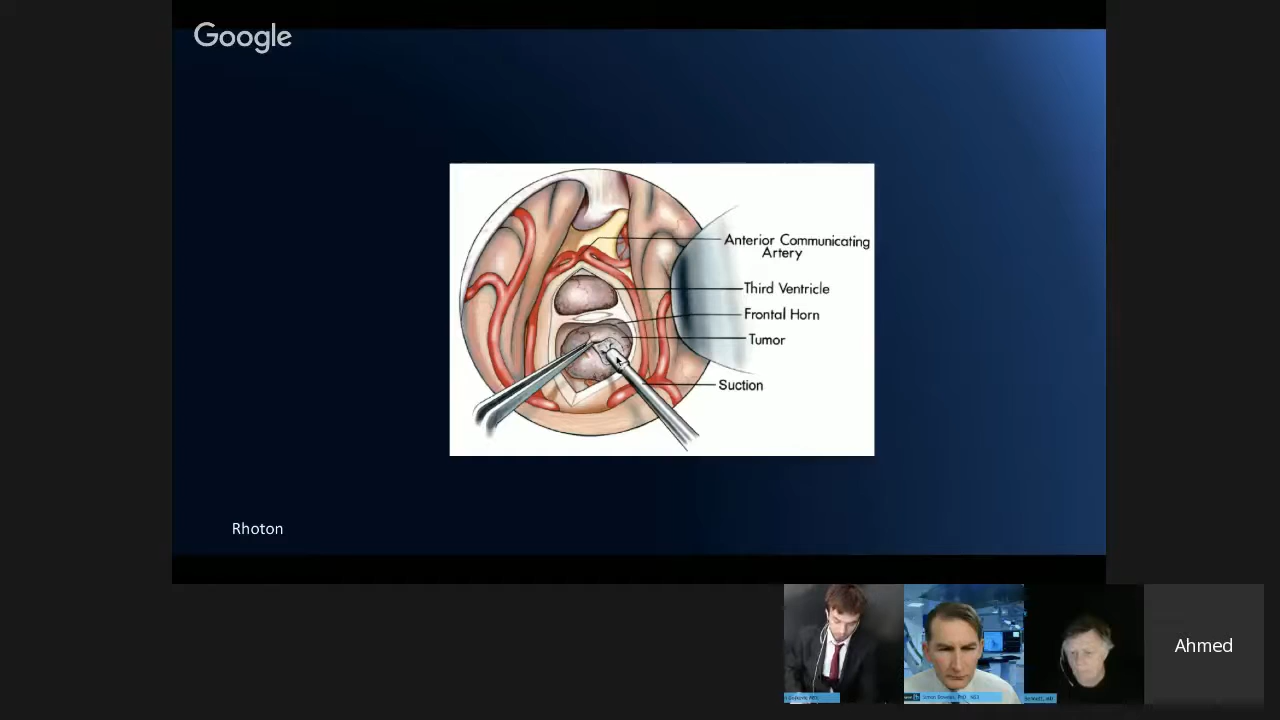 Google
Anterior Communicating
Artery
Third Ventricle
Frontal Horn
Tumor
Suction
Rhoton
Ahmed